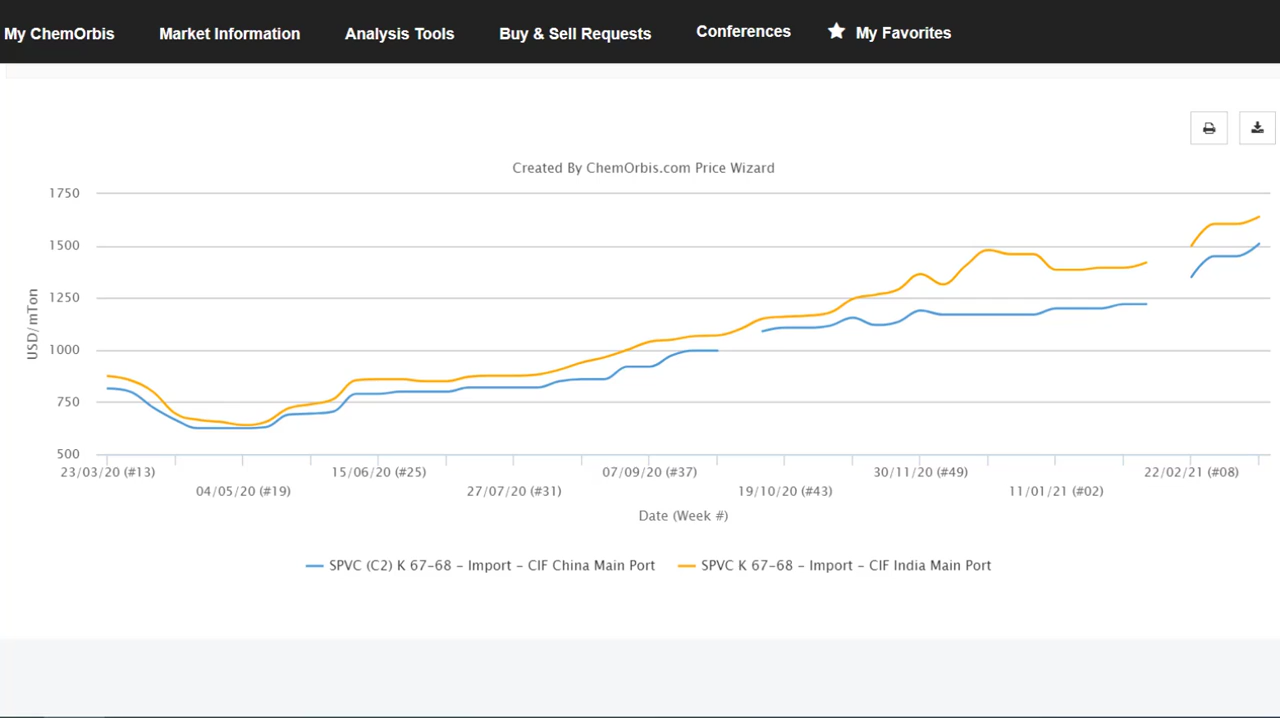 My ChemOrbis Market Information Analysis Tools Buy & Sell Requests Conferences My Favorites
Created By ChemOrbis.com Price Wizard
1750
1500
1250
1000
750
500
USD/mTon
23/03/20 (#13) 15/06/20 (#25) 07/09/20 (#37) 30/11/20 (#49) 22/02/21 (#08)
04/05/20 (#19) 27/07/20 (#31) 19/10/20 (#43) 11/01/21 (#02)
Date (Week #)
SPVC (C2) K 67-68 - Import - CIF China Main Port SPVC K 67-68 - Import - CIF India Main Port